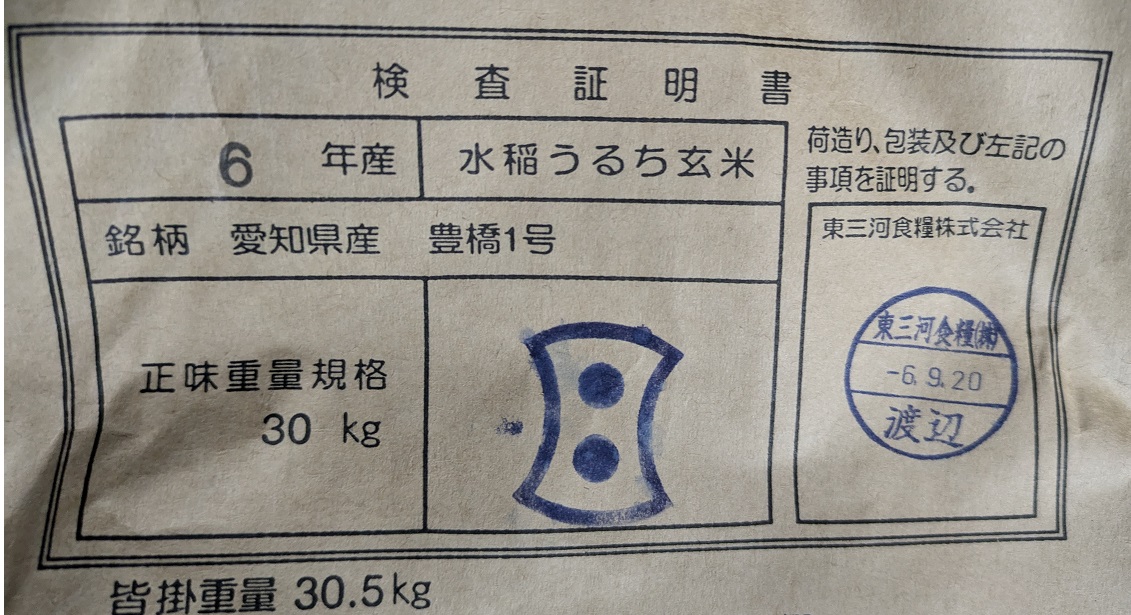 検査証明書
6 年産 水稲うるち玄米
銘柄 愛知県産 豊橋1号
正味重量規格
30 kg
荷造り、包装及び左記の
事項を証明する。
東三河食糧株式会社
東三河食糧㈱
-6.9.20
渡辺
皆掛重量 30.5kg